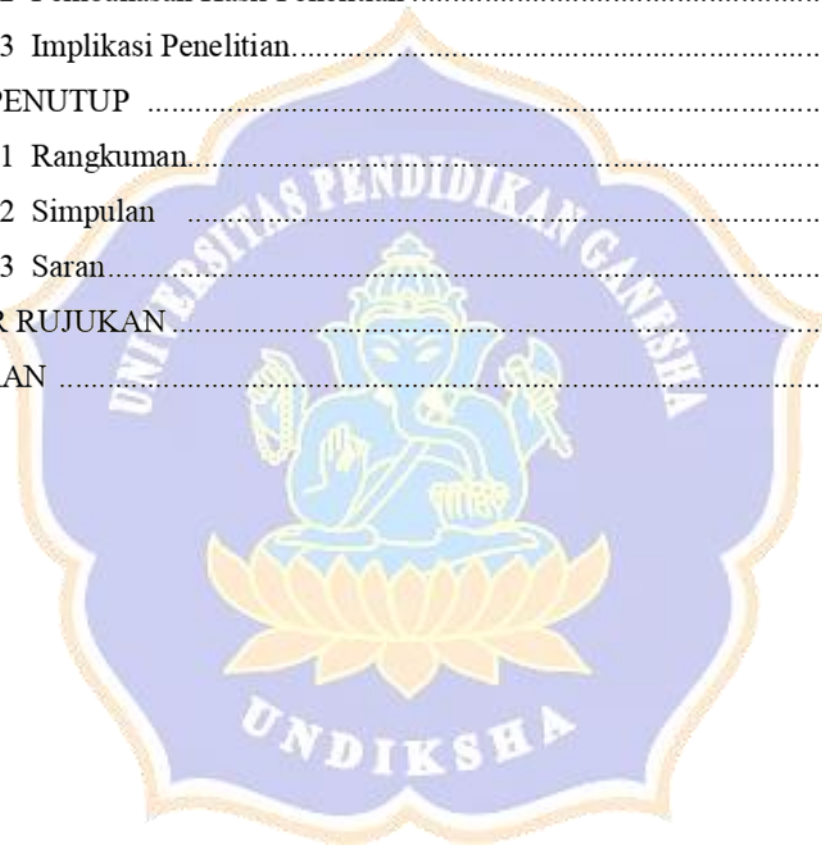 3 Implikasi Penelitian..............................................................................
PENUTUP ..............................................................................
1 Rangkuman..............................................................................
2 Simpulan ..............................................................................
3 Saran..............................................................................
R RUJUKAN..............................................................................
AN ..............................................................................
UNIVERSITAS PENDIDIKAN GANESHA
UNDIKSHA